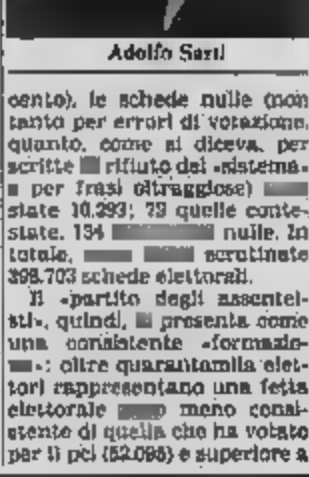 Adolfo Sarti
cento), le schede nulle (non
tanto per errori di votazione,
quanto, come si diceva, per
scritte rifiuto del «sistema»
e per frasi oltraggiose)
state 10.393; 79 quelle conte-
state. 134 nulle. In
totale, scrutinate
398.703 schede elettorali.
Il «partito degli assentei-
sti», quindi, presenta come
una consistente «formazio-
»: oltre quarantamila elet-
tori rappresentano una fetta
elettorale meno consi-
stente di quella che ha votato
per il pci (52.095) e superiore a